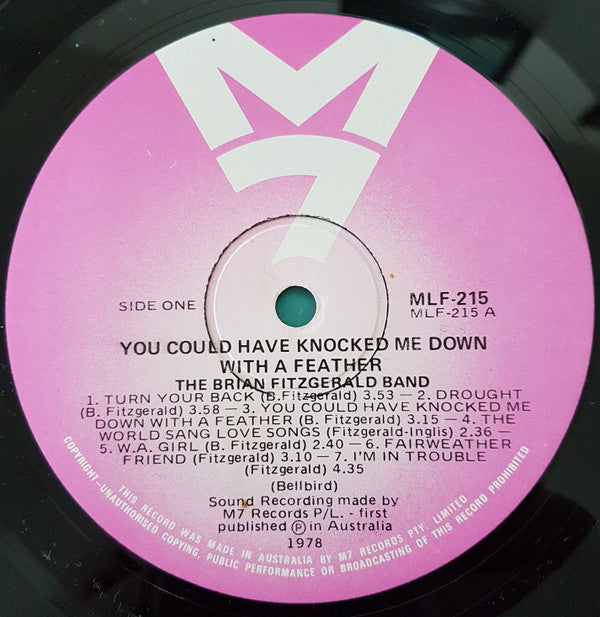 M
7
SIDE ONE
MLF-215
MLF-215 A
YOU COULD HAVE KNOCKED ME DOWN
WITH A FEATHER
THE BRIAN FITZGERALD BAND
1. TURN YOUR BACK (B.Fitzgerald) 3.53 — 2. DROUGHT
(B. Fitzgerald) 3.58 — 3. YOU COULD HAVE KNOCKED ME
DOWN WITH A FEATHER (B. Fitzgerald) 3.15 — 4. THE
WORLD SANG LOVE SONGS (Fitzgerald-Inglis) 2.36 —
5. W.A. GIRL (B. Fitzgerald) 2.40 — 6. FAIRWEATHER
FRIEND (Fitzgerald) 3.10 — 7. I'M IN TROUBLE
(Fitzgerald) 4.35
(Bellbird)
Sound Recording made by
M7 Records P/L. - first
published Ⓟ in Australia
1978
THIS RECORD WAS MADE IN AUSTRALIA BY M7 RECORDS PTY. LIMITED
COPYRIGHT—UNAUTHORISED COPYING, PUBLIC PERFORMANCE OR BROADCASTING OF THIS RECORD PROHIBITED